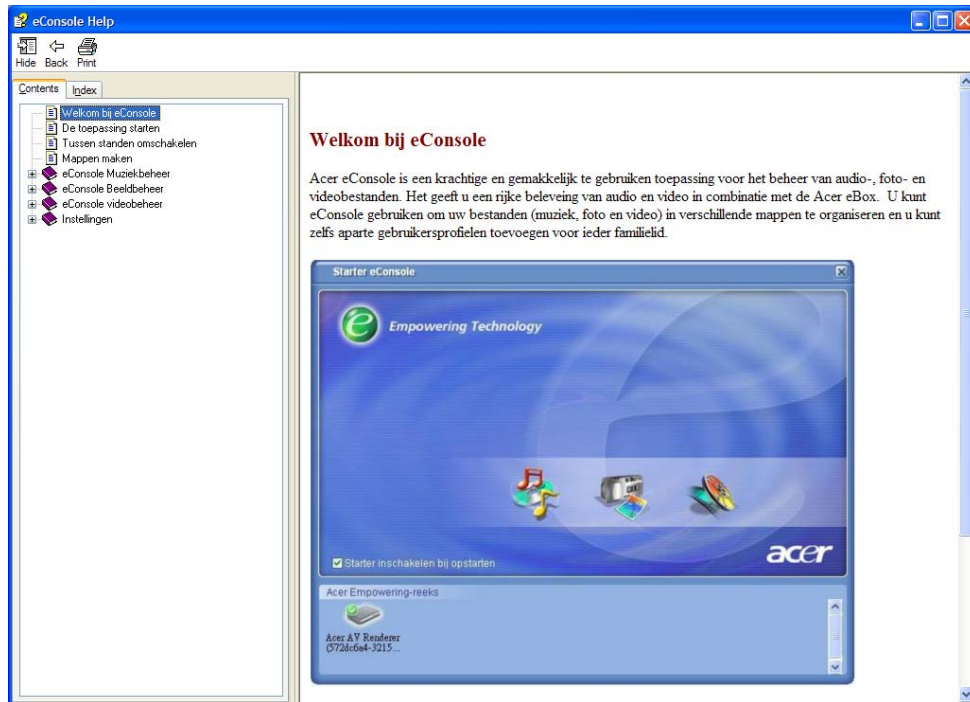 eConsole Help
Hide Back Print
Contents Index
Welkom bij eConsole
De toepassing starten
Tussen standen omschakelen
Mappen maken
eConsole Muziekbeheer
eConsole Beeldbeheer
eConsole videobeheer
Instellingen
Welkom bij eConsole
Acer eConsole is een krachtige en gemakkelijk te gebruiken toepassing voor het beheer van audio-, foto- en
videobestanden. Het geeft u een rijke beleveing van audio en video in combinatie met de Acer eBox. U kunt
eConsole gebruiken om uw bestanden (muziek, foto en video) in verschillende mappen te organiseren en u kunt
zelfs aparte gebruikersprofielen toevoegen voor ieder familielid.
Starter eConsole
Empowering Technology
acer
Starter inschakelen bij opstarten
Acer Empowering-reeks
Acer AV Renderer
(572dc6a4-3215...